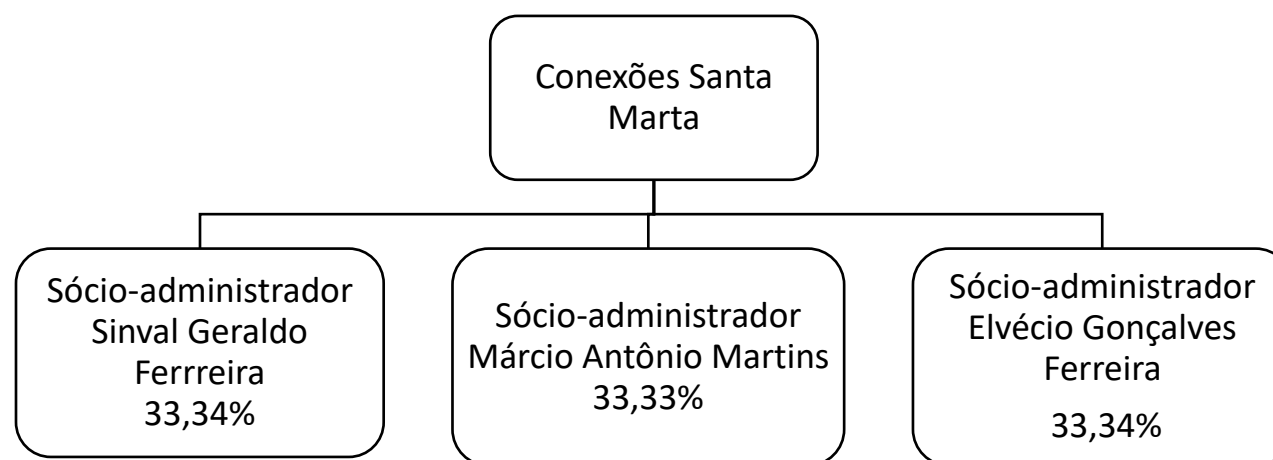 Conexões Santa
Marta
Sócio-administrador
Sinval Geraldo
Ferrreira
33,34%
Sócio-administrador
Márcio Antônio Martins
33,33%
Sócio-administrador
Elvécio Gonçalves
Ferreira
33,34%